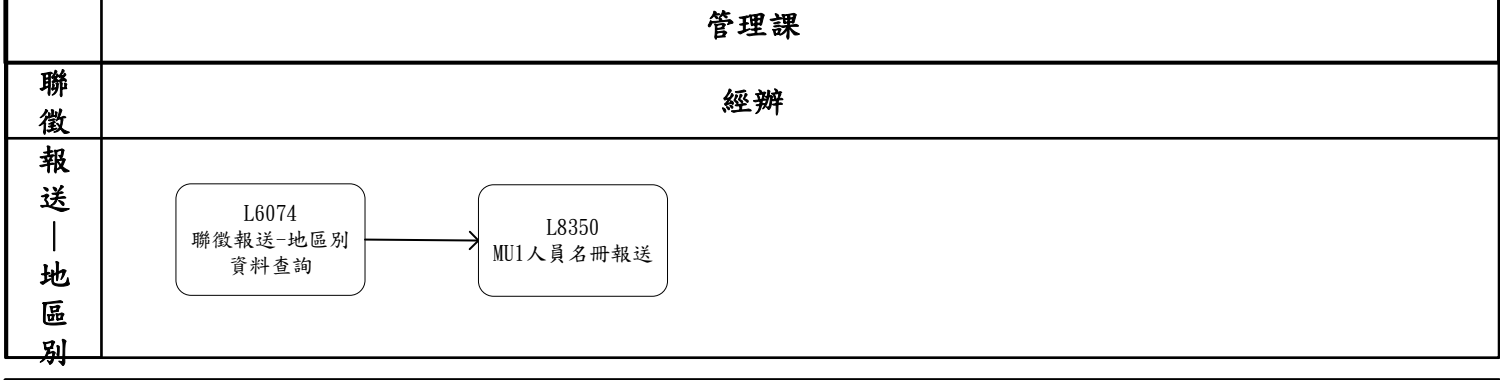 管理課
經辦
聯
徵
報
送
|
地
區
別
L6074
聯徵報送-地區別
資料查詢
L8350
MU1人員名冊報送